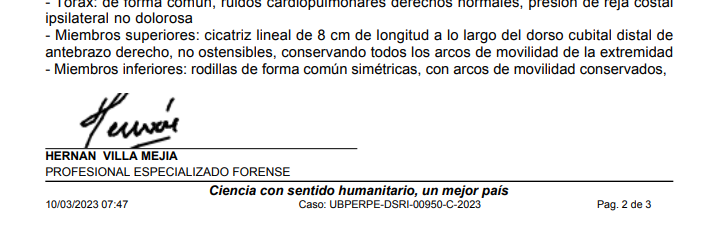 - Tórax: de forma común, ruidos cardiopulmonares derechos normales, presión de reja costal
ipsilateral no dolorosa
- Miembros superiores: cicatriz lineal de 8 cm de longitud a lo largo del dorso cubital distal de
antebrazo derecho, no ostensibles, conservando todos los arcos de movilidad de la extremidad
- Miembros inferiores: rodillas de forma común simétricas, con arcos de movilidad conservados,
Hernán
HERNAN VILLA MEJIA
PROFESIONAL ESPECIALIZADO FORENSE
Ciencia con sentido humanitario, un mejor país
10/03/2023 07:47 Caso: UBPERPE-DSRI-00950-C-2023 Pag. 2 de 3